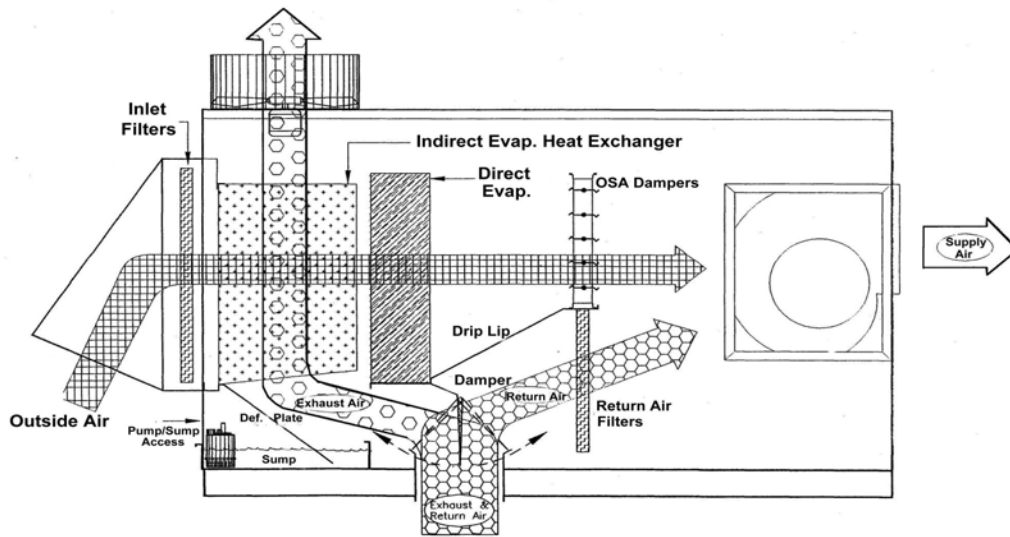 Inlet
Filters
Indirect Evap. Heat Exchanger
Direct
Evap.
OSA Dampers
Supply
Air
Drip Lip
Damper
Exhaust Air
Return Air
Return Air
Filters
Outside Air
Def. Plate
Pump/Sump
Access
Sump
Exhaust &
Return Air